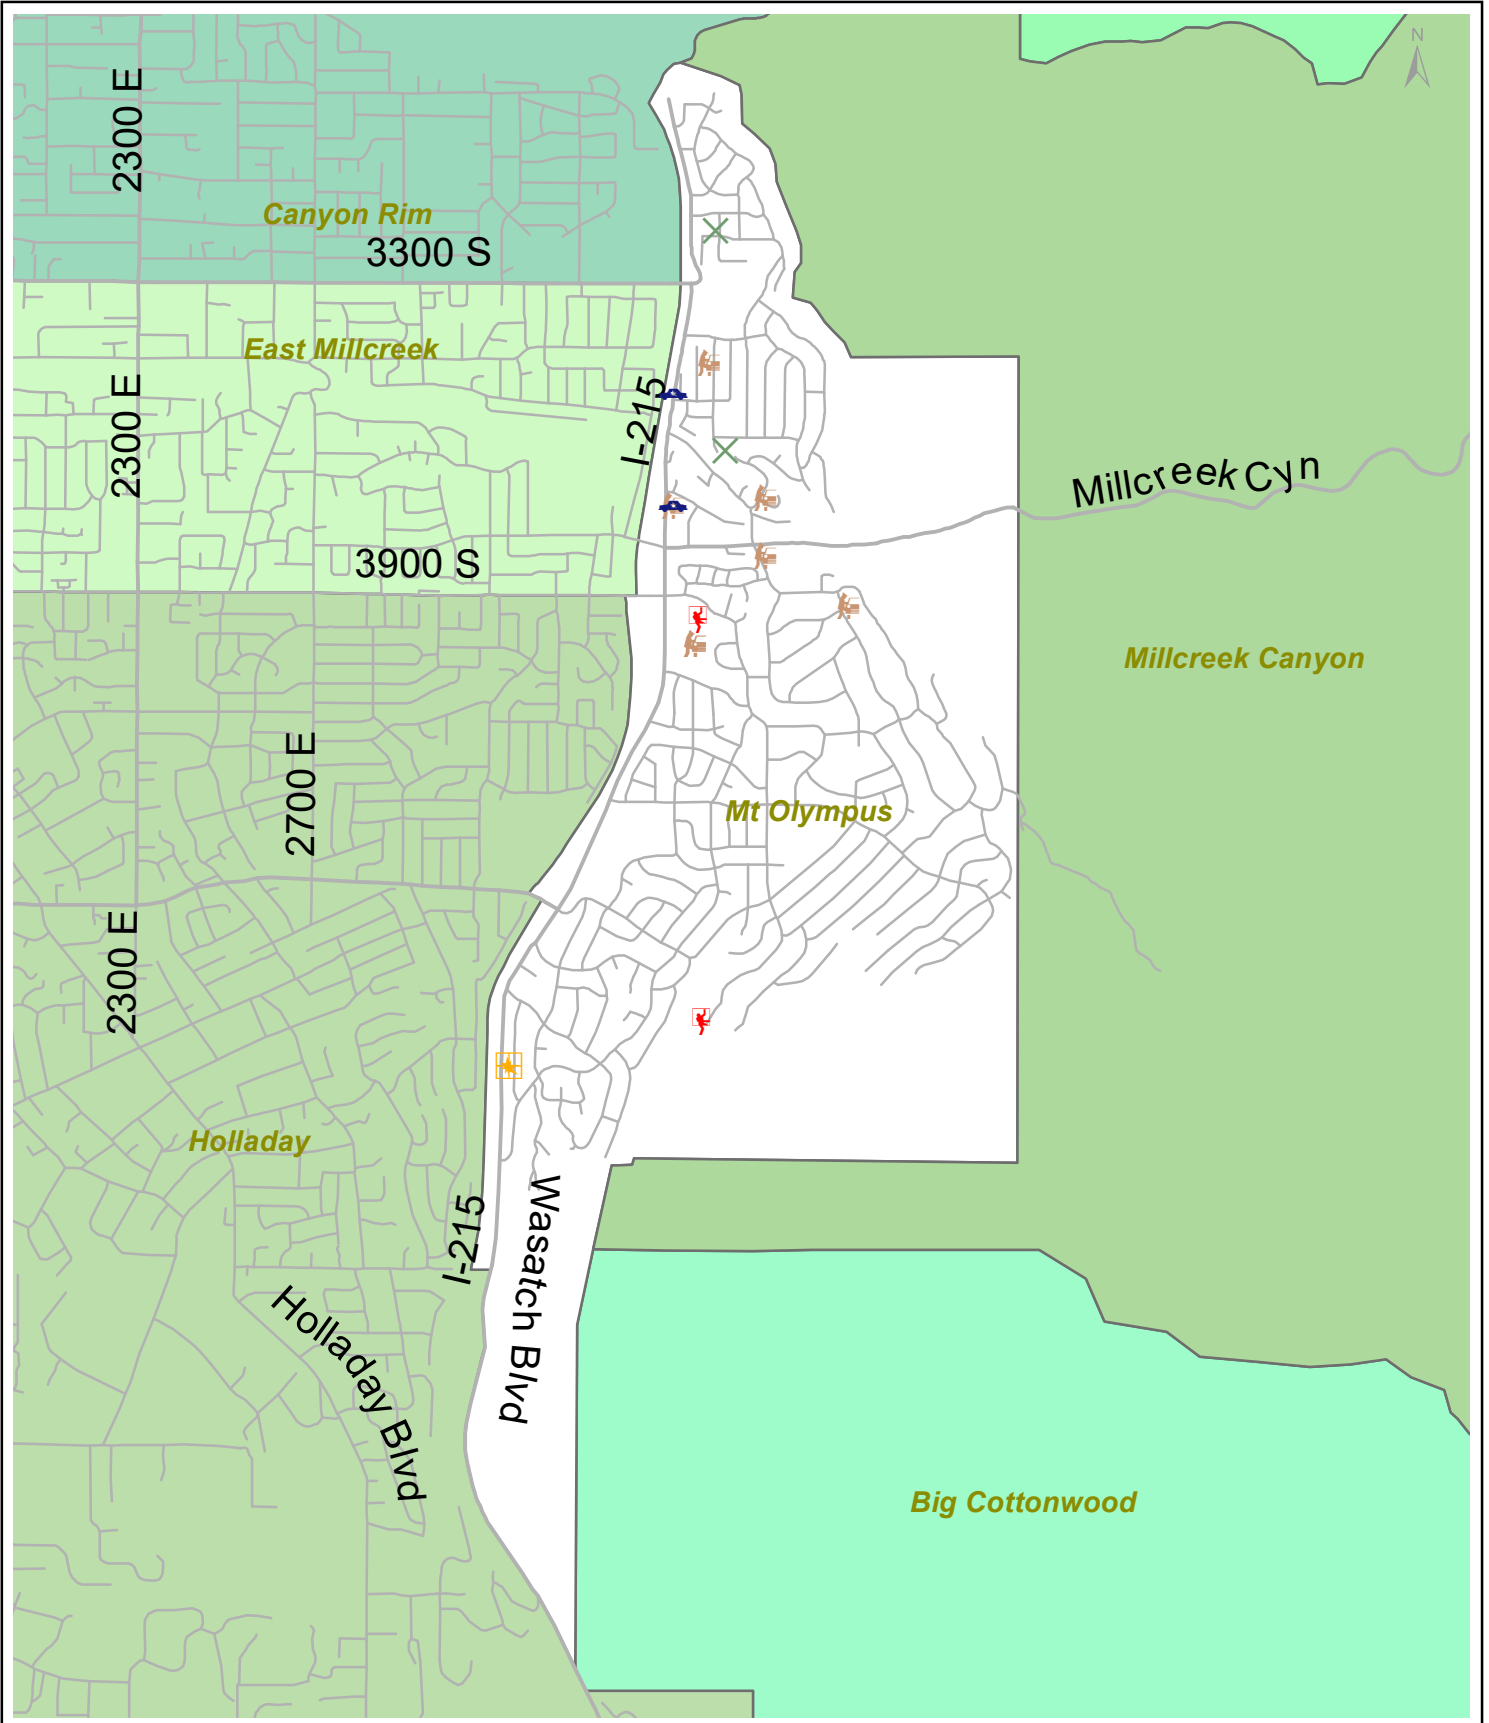 N
2300 E
Canyon Rim
3300 S
East Millcreek
2300 E
I-215
Millcreek Cyn
3900 S
Millcreek Canyon
2700 E
Mt Olympus
2300 E
Holladay
I-215
Wasatch Blvd
Holladay Blvd
Big Cottonwood